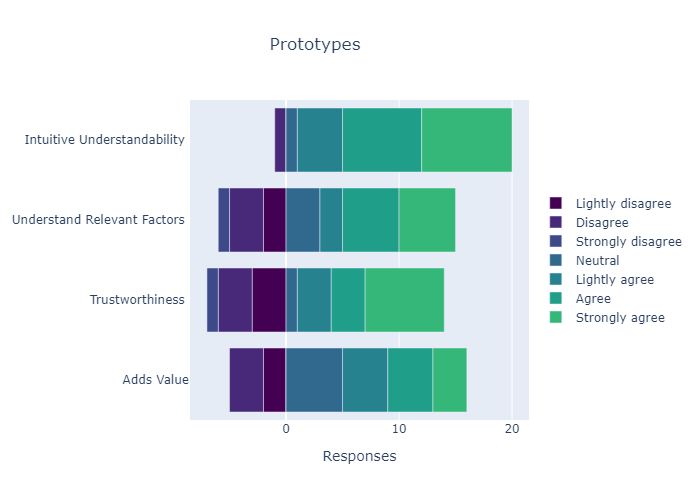 Prototypes
Intuitive Understandability
Understand Relevant Factors
Trustworthiness
Adds Value
0 10 20
Responses
Lightly disagree
Disagree
Strongly disagree
Neutral
Lightly agree
Agree
Strongly agree